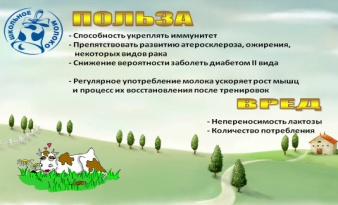 ШКОЛЬНОЕ МОЛОКО
ПОЛЬЗА
- Способность укреплять иммунитет
- Препятствовать развитию атеросклероза, ожирения,
некоторых видов рака
- Снижение вероятности заболеть диабетом II вида
- Регулярное употребление молока ускоряет рост мышц
и процесс их восстановления после тренировок
ВРЕД
- Непереносимость лактозы
- Количество потребления